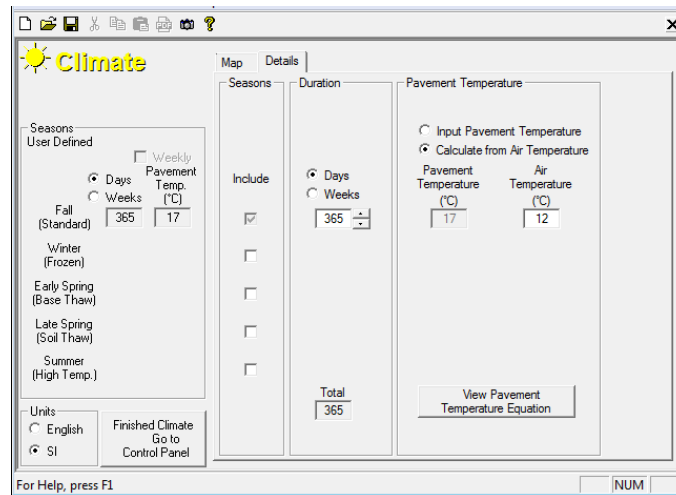 Climate
Map Details
Seasons
User Defined
Weekly
Days
Weeks
Pavement
Temp.
(°C)
Fall
(Standard)
365 17
Winter
(Frozen)
Early Spring
(Base Thaw)
Late Spring
(Soil Thaw)
Summer
(High Temp.)
Units
English
SI
Finished Climate
Go to
Control Panel
Seasons
Include
Duration
Days
Weeks
365
Total
365
Pavement Temperature
Input Pavement Temperature
Calculate from Air Temperature
Pavement
Temperature
(°C)
17
Air
Temperature
(°C)
12
View Pavement
Temperature Equation
For Help, press F1
NUM